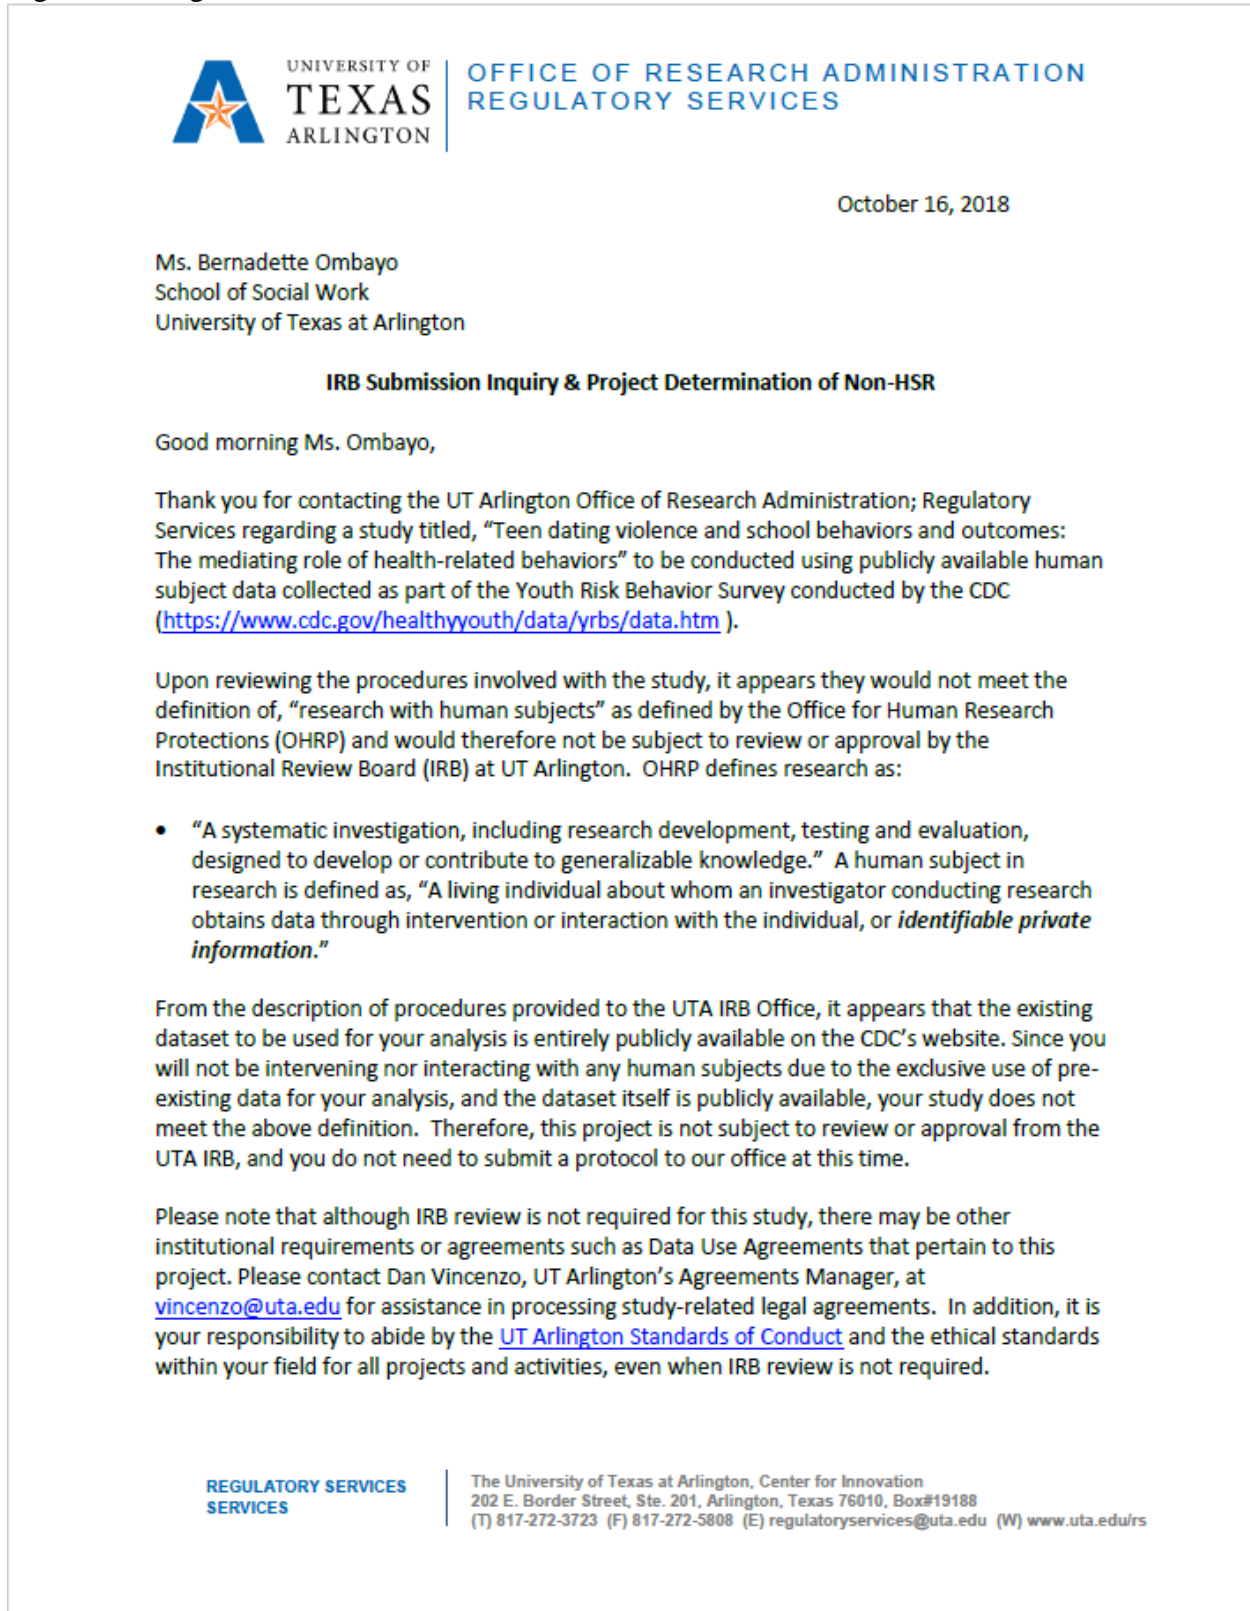 UNIVERSITY OF
TEXAS
ARLINGTON
OFFICE OF RESEARCH ADMINISTRATION
REGULATORY SERVICES
October 16, 2018
Ms. Bernadette Ombayo
School of Social Work
University of Texas at Arlington
IRB Submission Inquiry & Project Determination of Non-HSR
Good morning Ms. Ombayo,
Thank you for contacting the UT Arlington Office of Research Administration; Regulatory
Services regarding a study titled, “Teen dating violence and school behaviors and outcomes:
The mediating role of health-related behaviors” to be conducted using publicly available human
subject data collected as part of the Youth Risk Behavior Survey conducted by the CDC
(https://www.cdc.gov/healthyyouth/data/yrbs/data.htm ).
Upon reviewing the procedures involved with the study, it appears they would not meet the
definition of, “research with human subjects” as defined by the Office for Human Research
Protections (OHRP) and would therefore not be subject to review or approval by the
Institutional Review Board (IRB) at UT Arlington.  OHRP defines research as:
• “A systematic investigation, including research development, testing and evaluation,
designed to develop or contribute to generalizable knowledge.”  A human subject in
research is defined as, “A living individual about whom an investigator conducting research
obtains data through intervention or interaction with the individual, or identifiable private
information.”
From the description of procedures provided to the UTA IRB Office, it appears that the existing
dataset to be used for your analysis is entirely publicly available on the CDC’s website. Since you
will not be intervening nor interacting with any human subjects due to the exclusive use of pre-
existing data for your analysis, and the dataset itself is publicly available, your study does not
meet the above definition.  Therefore, this project is not subject to review or approval from the
UTA IRB, and you do not need to submit a protocol to our office at this time.
Please note that although IRB review is not required for this study, there may be other
institutional requirements or agreements such as Data Use Agreements that pertain to this
project. Please contact Dan Vincenzo, UT Arlington’s Agreements Manager, at
vincenzo@uta.edu for assistance in processing study-related legal agreements.  In addition, it is
your responsibility to abide by the UT Arlington Standards of Conduct and the ethical standards
within your field for all projects and activities, even when IRB review is not required.
REGULATORY SERVICES
SERVICES
The University of Texas at Arlington, Center for Innovation
202 E. Border Street, Ste. 201, Arlington, Texas 76010, Box#19188
(T) 817-272-3723  (F) 817-272-5808  (E) regulatoryservices@uta.edu  (W) www.uta.edu/rs